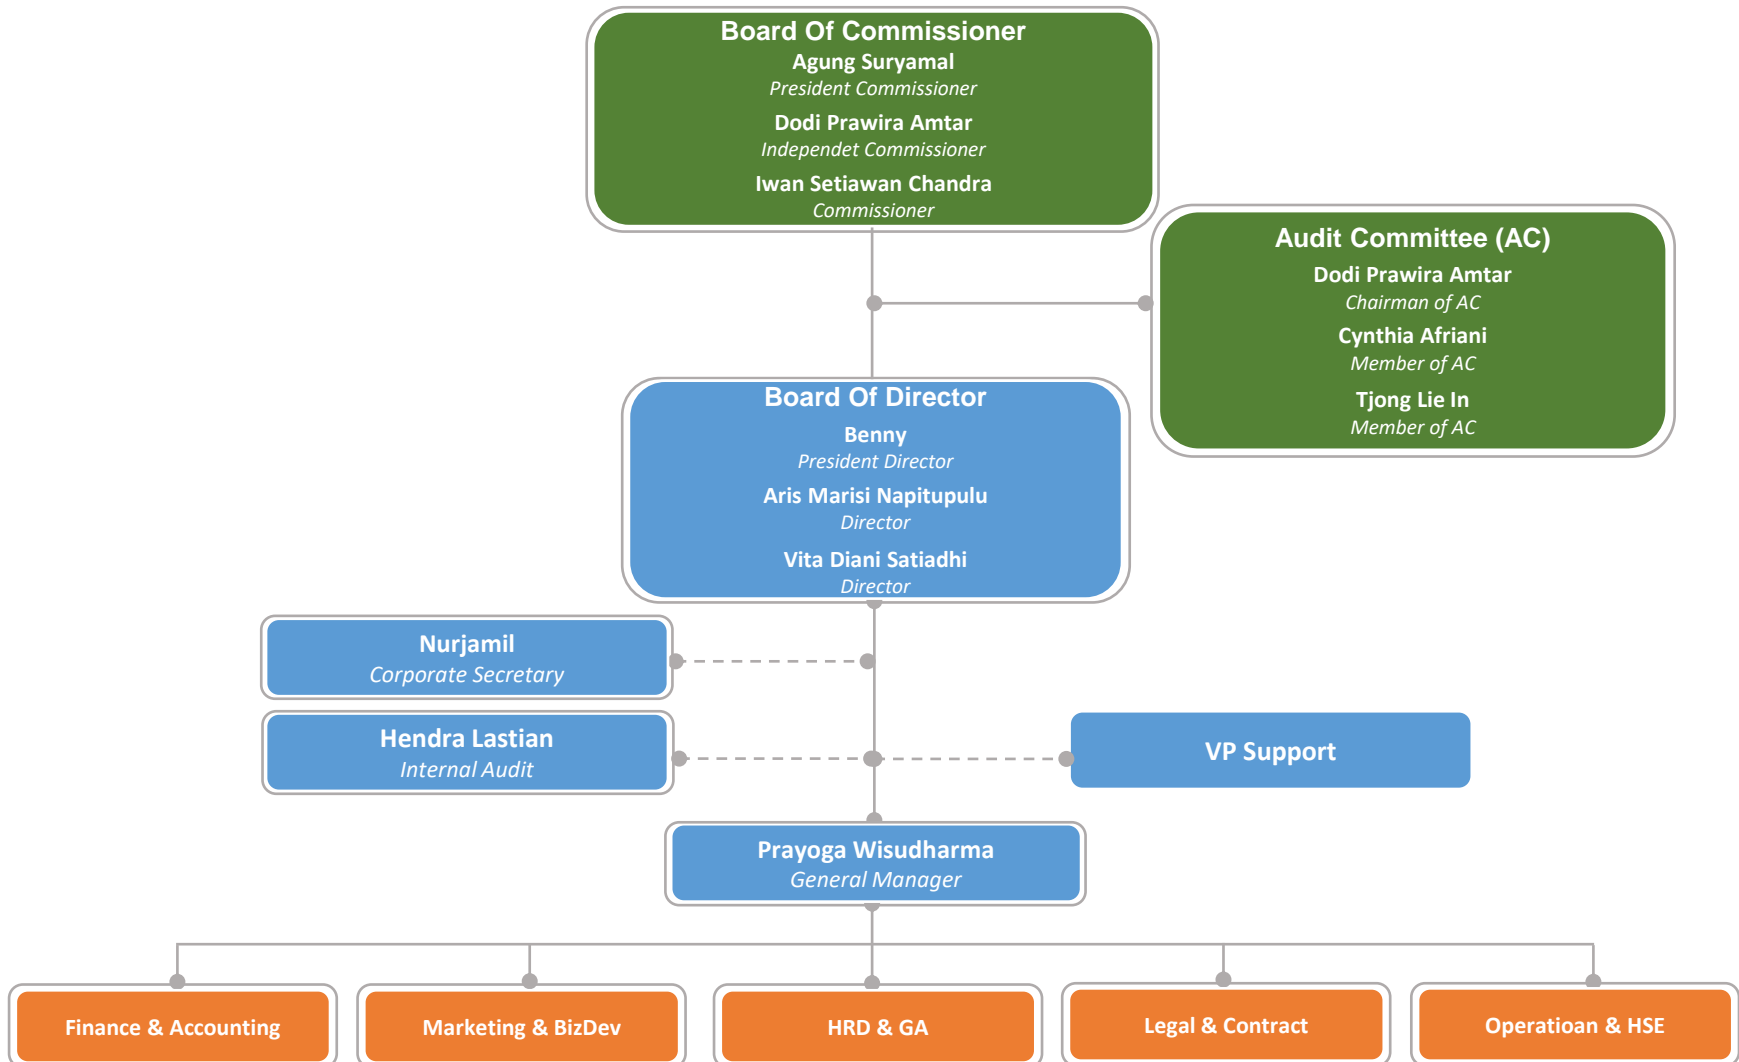 Board Of Commissioner
Agung Suryamal
President Commissioner
Dodi Prawira Amtar
Independet Commissioner
Iwan Setiawan Chandra
Commissioner
Audit Committee (AC)
Dodi Prawira Amtar
Chairman of AC
Cynthia Afriani
Member of AC
Tjong Lie In
Member of AC
Board Of Director
Benny
President Director
Aris Marisi Napitupulu
Director
Vita Diani Satiadhi
Director
Nurjamil
Corporate Secretary
Hendra Lastian
Internal Audit
VP Support
Prayoga Wisudharma
General Manager
Finance & Accounting
Marketing & BizDev
HRD & GA
Legal & Contract
Operatioan & HSE